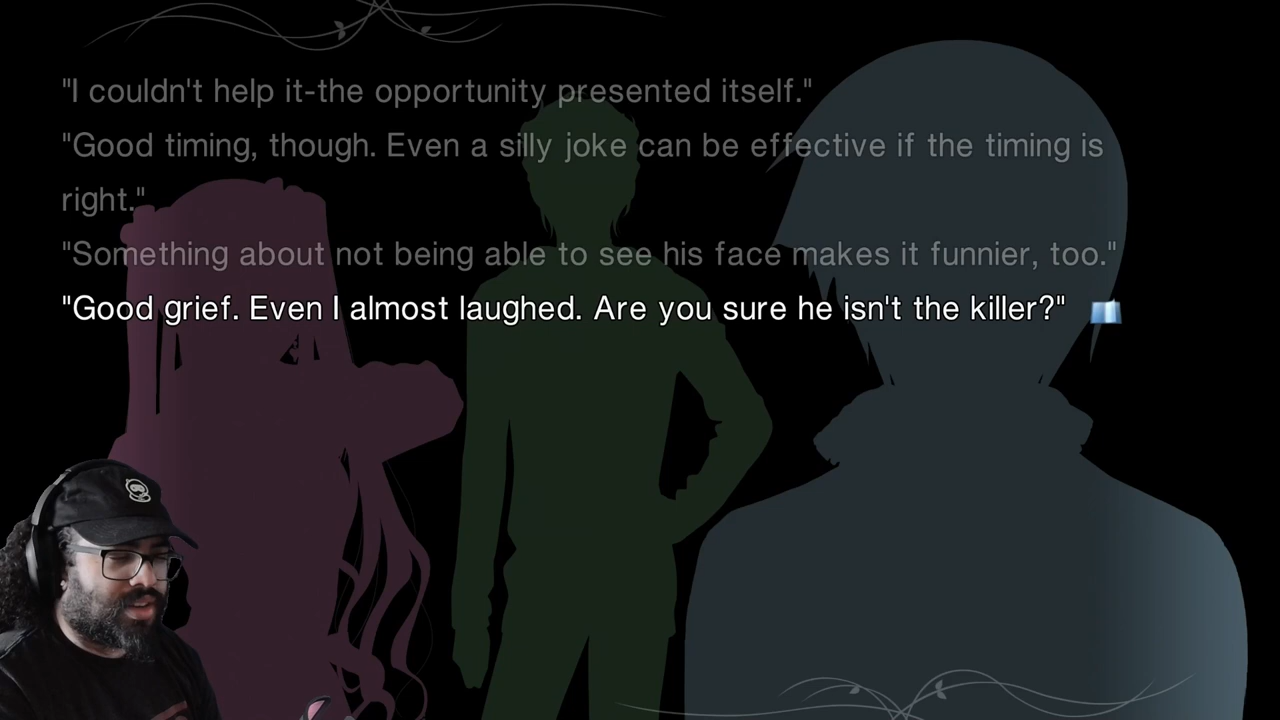 "I couldn't help it-the opportunity presented itself."
"Good timing, though. Even a silly joke can be effective if the timing is
right."
"Something about not being able to see his face makes it funnier, too."
"Good grief. Even I almost laughed. Are you sure he isn't the killer?"